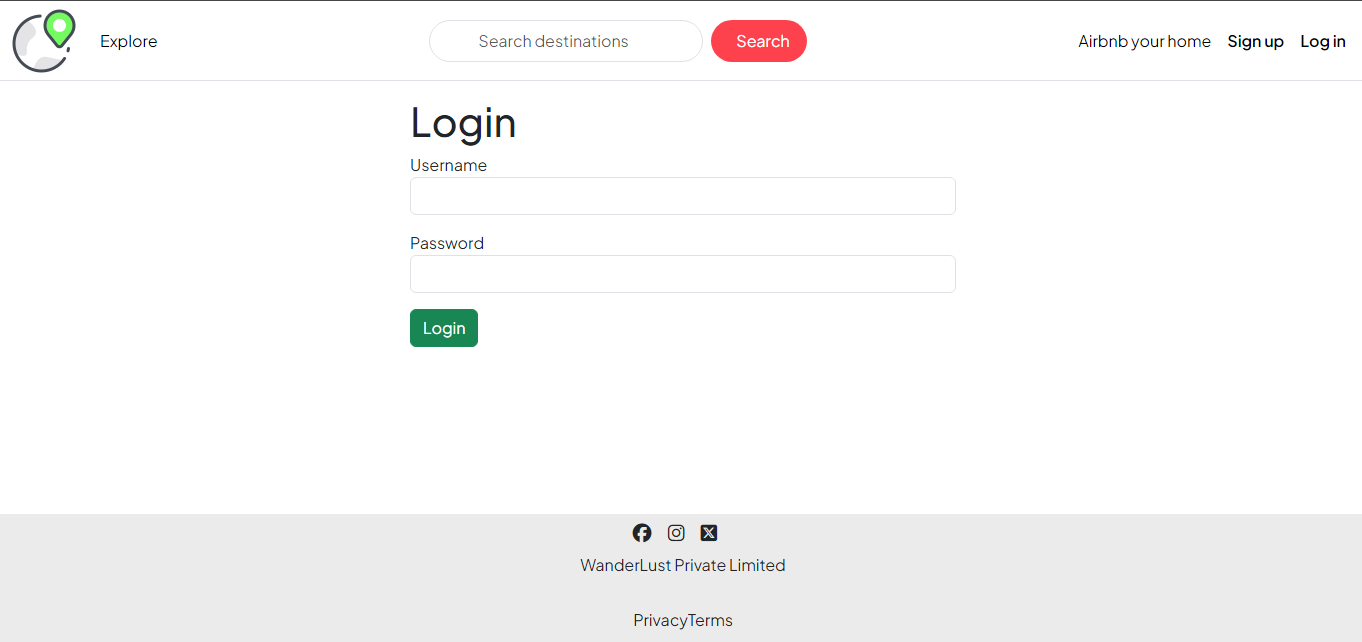 Explore Search destinations Search Airbnb your home Sign up Log in
Login
Username
Password
Login
WanderLust Private Limited
PrivacyTerms